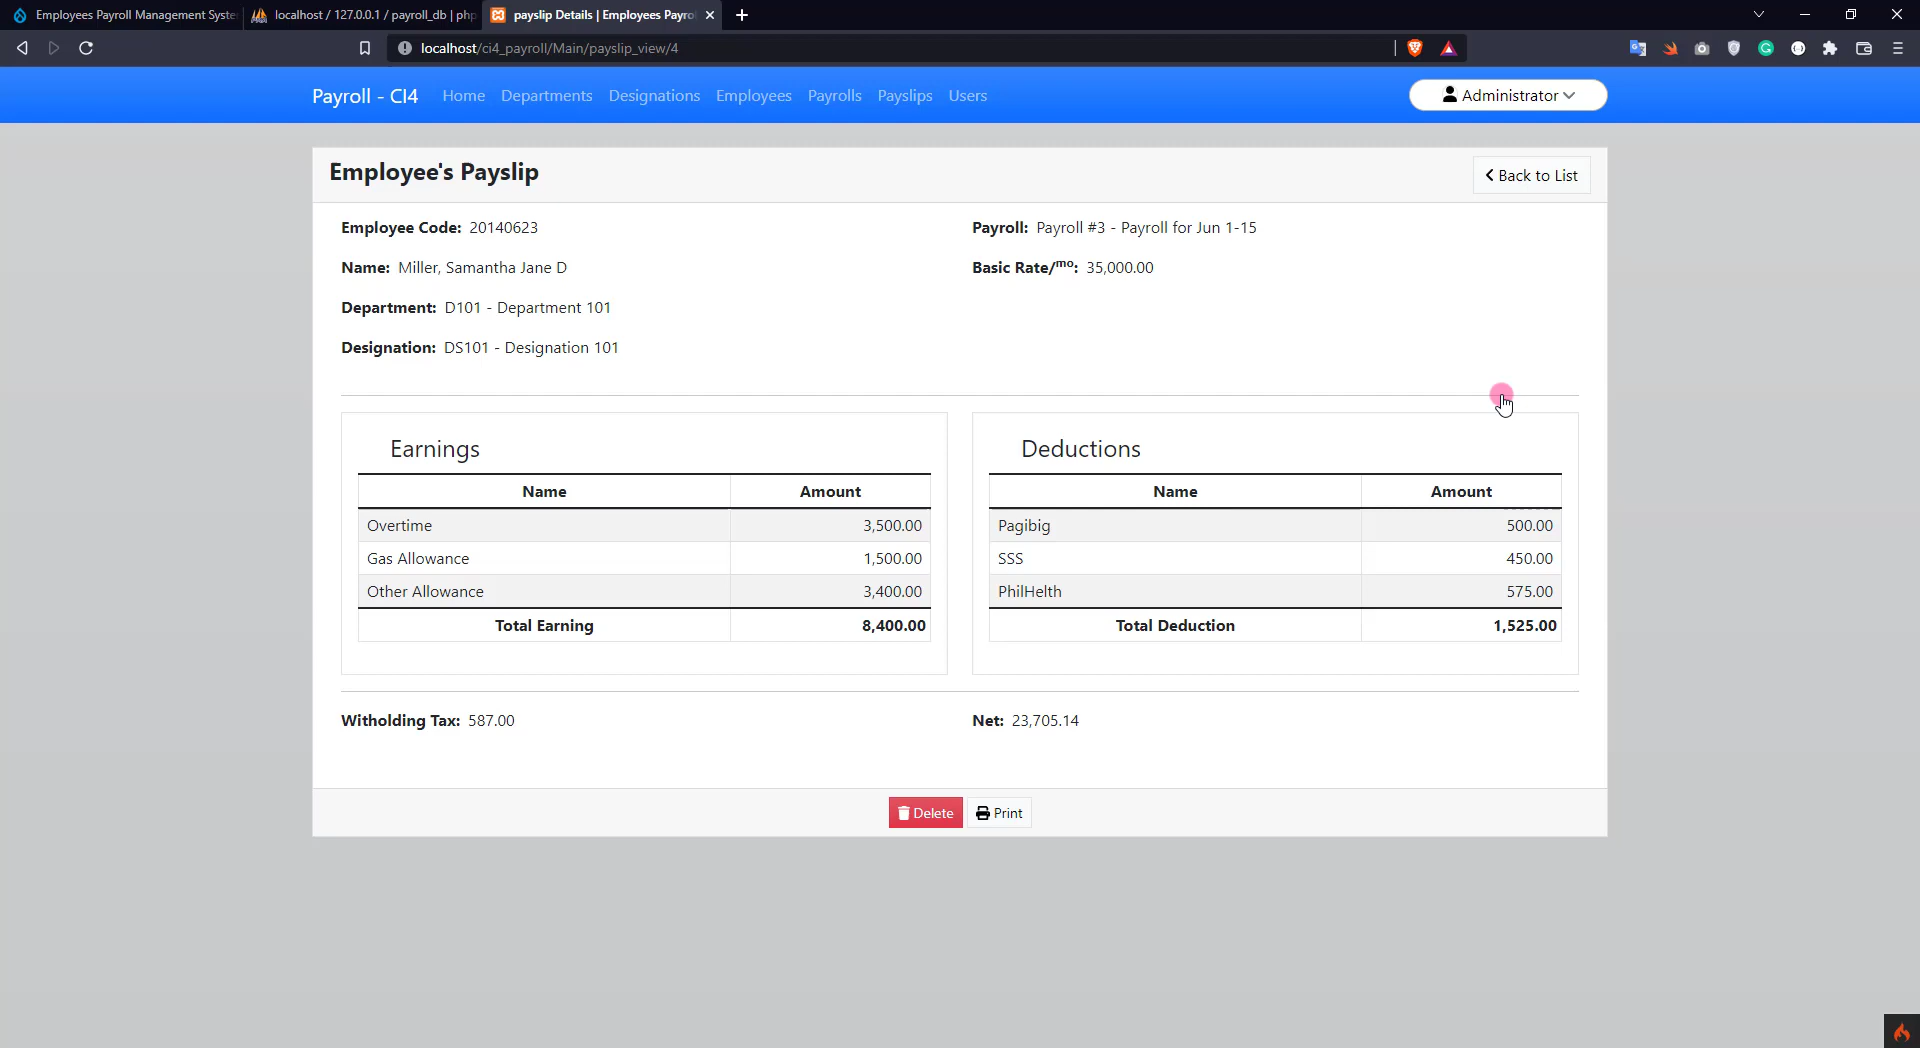 Employees Payroll Management Syste
localhost / 127.0.0.1 / payroll_db | php
payslip Details | Employees Payro
localhost/ci4_payroll/Main/payslip_view/4
Payroll - CI4 Home Departments Designations Employees Payrolls Payslips Users Administrator
Employee's Payslip Back to List
Employee Code: 20140623 Payroll: Payroll #3 - Payroll for Jun 1-15
Name: Miller, Samantha Jane D Basic Rate/mo: 35,000.00
Department: D101 - Department 101
Designation: DS101 - Designation 101
Earnings
Name Amount
Overtime 3,500.00
Gas Allowance 1,500.00
Other Allowance 3,400.00
Total Earning 8,400.00
Deductions
Name Amount
Pagibig 500.00
SSS 450.00
PhilHelth 575.00
Total Deduction 1,525.00
Witholding Tax: 587.00 Net: 23,705.14
Delete Print